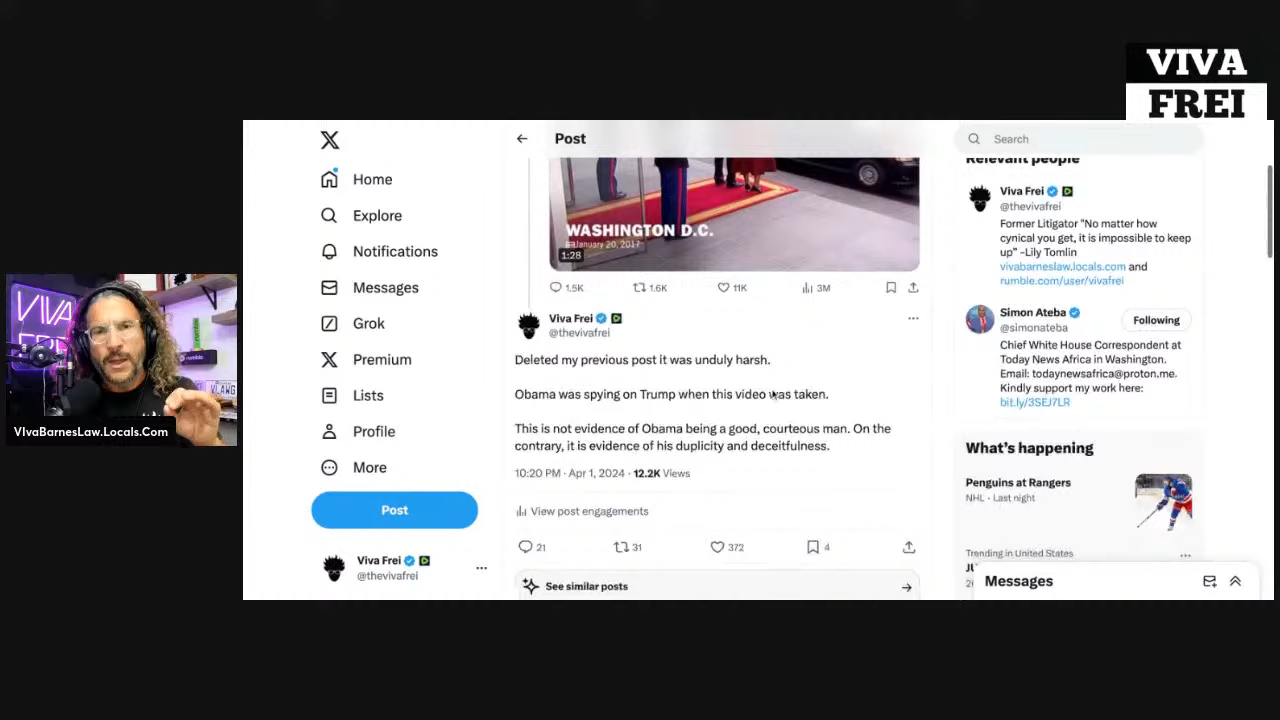 VIVA
FREI
VIVA
VIvaBarnesLaw.Locals.Com
Home
Explore
Notifications
Messages
Grok
Premium
Lists
Profile
More
Post
Viva Frei
@thevivafrei
Post
WASHINGTON D.C.
January 20, 2017
1:28
1.5K 1.6K 11K 3M
Viva Frei
@thevivafrei
Deleted my previous post it was unduly harsh.
Obama was spying on Trump when this video was taken.
This is not evidence of Obama being a good, courteous man. On the
contrary, it is evidence of his duplicity and deceitfulness.
10:20 PM · Apr 1, 2024 · 12.2K Views
View post engagements
21 31 372 4
See similar posts
Search
Relevant people
Viva Frei
@thevivafrei
Former Litigator "No matter how
cynical you get, it is impossible to keep
up" -Lily Tomlin
vivabarneslaw.locals.com and
rumble.com/user/vivafrei
Simon Ateba
@simonateba
Following
Chief White House Correspondent at
Today News Africa in Washington.
Email: todaynewsafrica@proton.me.
Kindly support my work here:
bit.ly/3SEJ7LR
What's happening
Penguins at Rangers
NHL · Last night
Trending in United States
Messages